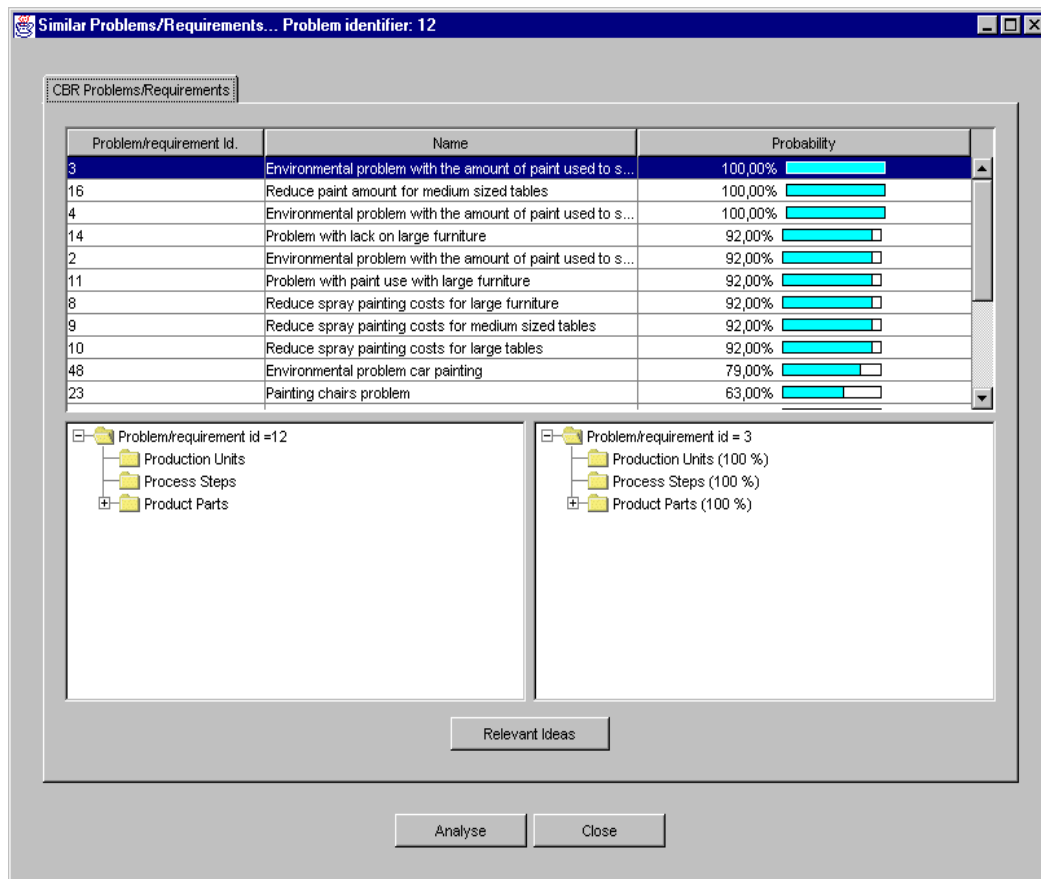 Similar Problems/Requirements... Problem identifier: 12
CBR Problems/Requirements
Problem/requirement Id. Name Probability
3 Environmental problem with the amount of paint used to s... 100,00%
16 Reduce paint amount for medium sized tables 100,00%
4 Environmental problem with the amount of paint used to s... 100,00%
14 Problem with lack on large furniture 92,00%
2 Environmental problem with the amount of paint used to s... 92,00%
11 Problem with paint use with large furniture 92,00%
8 Reduce spray painting costs for large furniture 92,00%
9 Reduce spray painting costs for medium sized tables 92,00%
10 Reduce spray painting costs for large tables 92,00%
48 Environmental problem car painting 79,00%
23 Painting chairs problem 63,00%
Problem/requirement id =12
Production Units
Process Steps
Product Parts
Problem/requirement id = 3
Production Units (100 %)
Process Steps (100 %)
Product Parts (100 %)
Relevant Ideas
Analyse Close